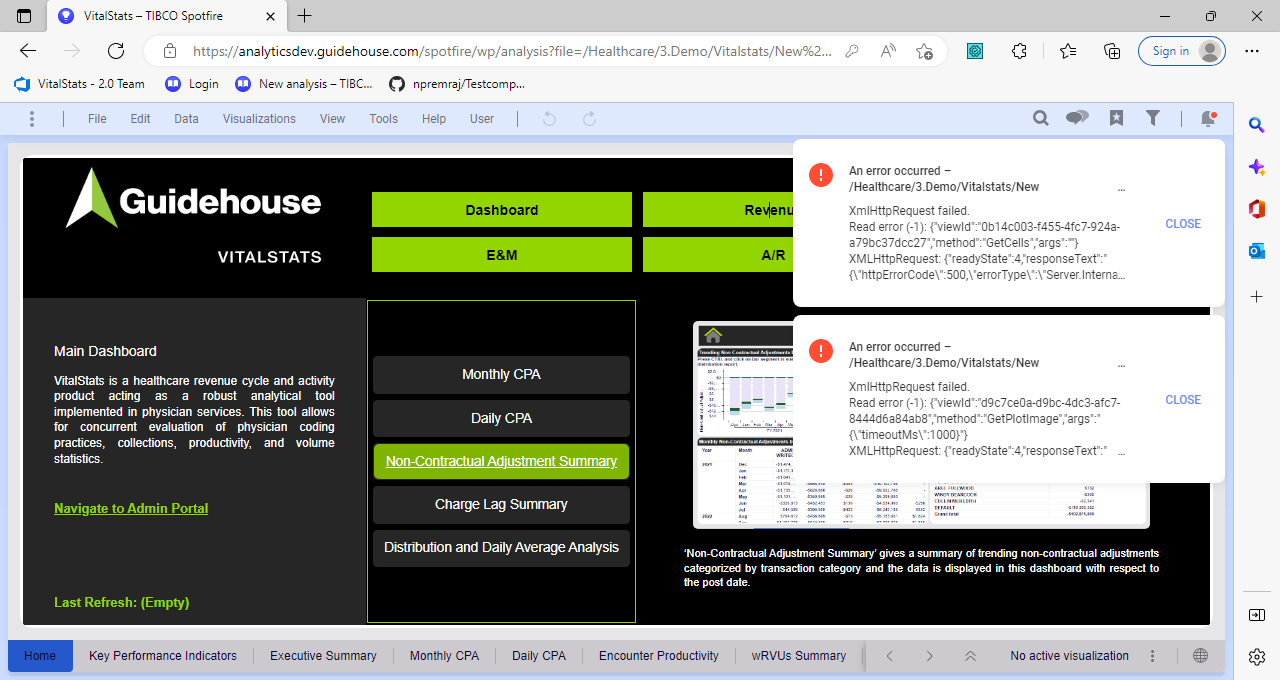 VitalStats – TIBCO Spotfire
https://analyticsdev.guidehouse.com/spotfire/wp/analysis?file=/Healthcare/3.Demo/Vitalstats/New%2...
Sign in
VitalStats - 2.0 Team
Login
New analysis – TIBC...
npremraj/Testcomp...
File Edit Data Visualizations View Tools Help User
Guidehouse
VITALSTATS
Dashboard
Revenu
E&M
A/R
An error occurred –
/Healthcare/3.Demo/Vitalstats/New ...
XmlHttpRequest failed.
Read error (-1): {"viewId":"0b14c003-f455-4fc7-924a-
a79bc37dcc27","method":"GetCells","args":""}
XMLHttpRequest: {"readyState":4,"responseText":"
{\"httpErrorCode\":500,\"errorType\":\"Server.Interna...
CLOSE
An error occurred –
/Healthcare/3.Demo/Vitalstats/New ...
XmlHttpRequest failed.
Read error (-1): {"viewId":"d9c7ce0a-d9bc-4dc3-afc7-
8444d6a84ab8","method":"GetPlotImage","args":"
{\"timeoutMs\":1000}"}
XMLHttpRequest: {"readyState":4,"responseText":" ...
CLOSE
Main Dashboard
VitalStats is a healthcare revenue cycle and activity
product acting as a robust analytical tool
implemented in physician services. This tool allows
for concurrent evaluation of physician coding
practices, collections, productivity, and volume
statistics.
Navigate to Admin Portal
Last Refresh: (Empty)
Monthly CPA
Daily CPA
Non-Contractual Adjustment Summary
Charge Lag Summary
Distribution and Daily Average Analysis
Year Month
2021 Dec
DEFAULT
Grand total
‘Non-Contractual Adjustment Summary’ gives a summary of trending non-contractual adjustments
categorized by transaction category and the data is displayed in this dashboard with respect to
the post date.
Home Key Performance Indicators Executive Summary Monthly CPA Daily CPA Encounter Productivity wRVUs Summary
No active visualization